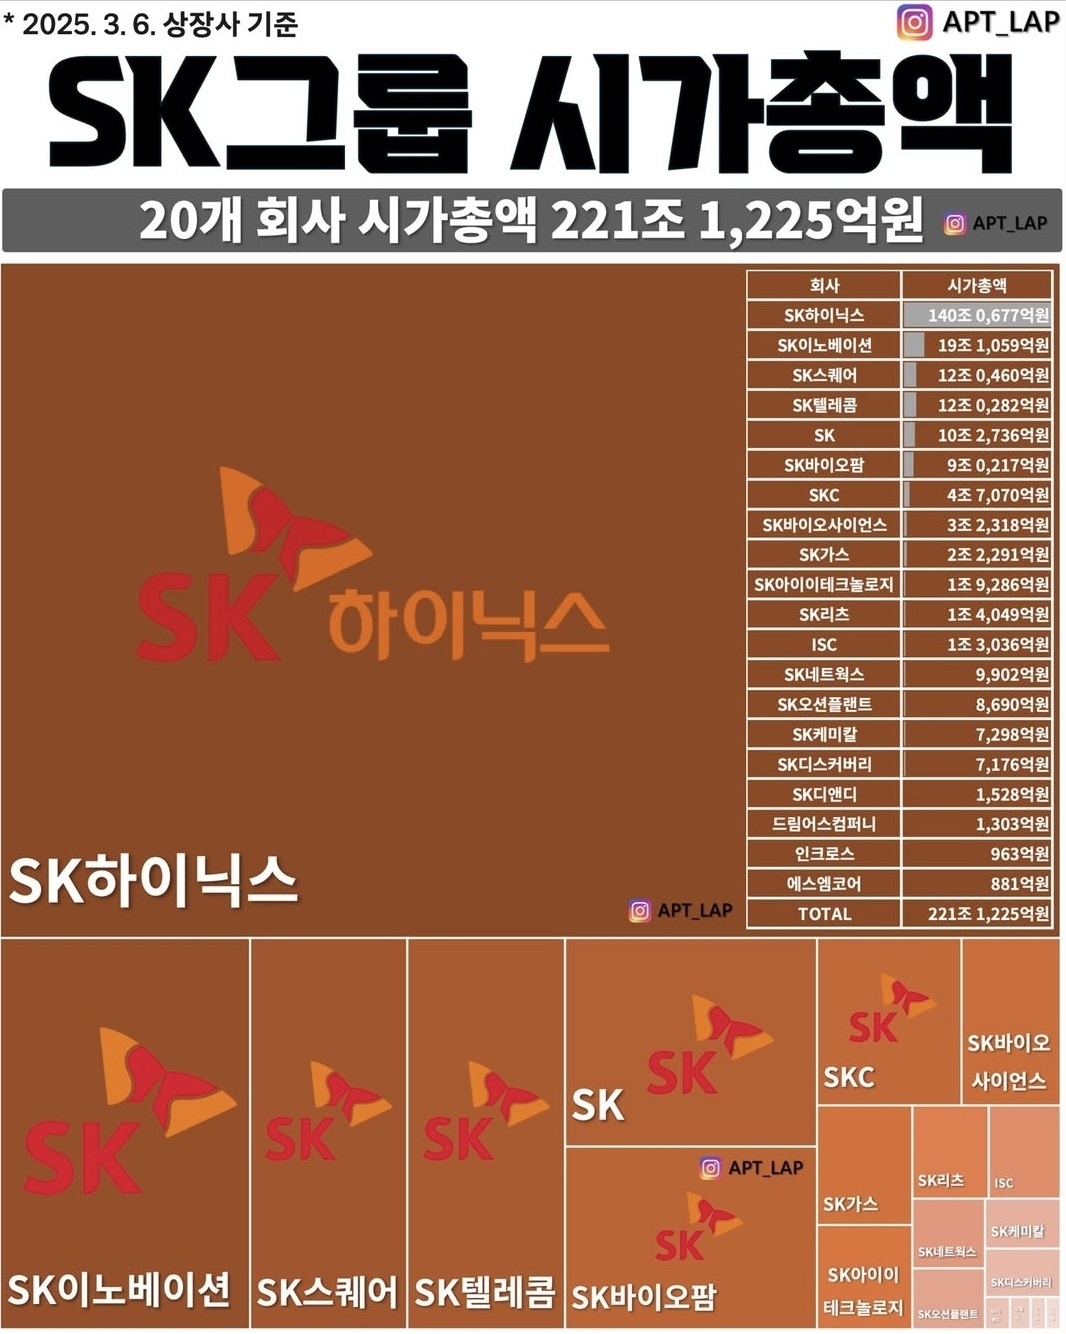 * 2025. 3. 6. 상장사 기준
APT_LAP
SK그룹 시가총액
20개 회사 시가총액 221조 1,225억원
APT_LAP
회사 시가총액
SK하이닉스 140조 0,677억원
SK이노베이션 19조 1,059억원
SK스퀘어 12조 0,460억원
SK텔레콤 12조 0,282억원
SK 10조 2,736억원
SK바이오팜 9조 0,217억원
SKC 4조 7,070억원
SK바이오사이언스 3조 2,318억원
SK가스 2조 2,291억원
SK아이이테크놀로지 1조 9,286억원
SK리츠 1조 4,049억원
ISC 1조 3,036억원
SK네트웍스 9,902억원
SK오션플랜트 8,690억원
SK케미칼 7,298억원
SK디스커버리 7,176억원
SK디앤디 1,528억원
드림어스컴퍼니 1,303억원
인크로스 963억원
에스엠코어 881억원
TOTAL 221조 1,225억원
SK 하이닉스
SK하이닉스
APT_LAP
SK
SK이노베이션
SK
SK스퀘어
SK
SK텔레콤
SK
SK
APT_LAP
SK
SK바이오팜
SK
SKC
SK바이오
사이언스
SK가스
SK리츠
ISC
SK아이이
테크놀로지
SK네트웍스
SK케미칼
SK오션플랜트
SK디스커버리